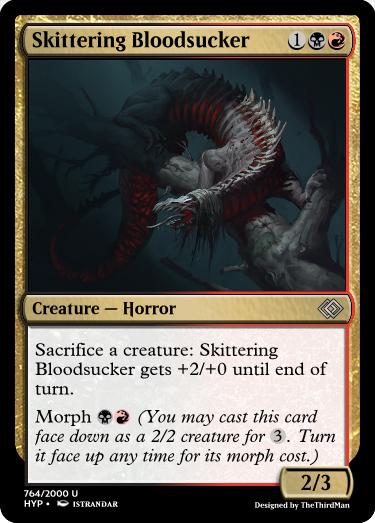 Skittering Bloodsucker 1
Creature — Horror
Sacrifice a creature: Skittering
Bloodsucker gets +2/+0 until end of
turn.
Morph (You may cast this card
face down as a 2/2 creature for 3. Turn
it face up any time for its morph cost.)
2/3
764/2000 U
HYP • ISTRANDAR
Designed by TheThirdMan